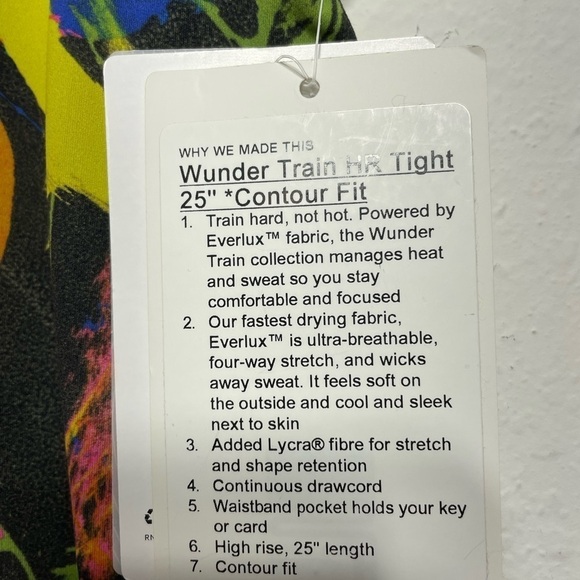 WHY WE MADE THIS
Wunder Train HR Tight
25" *Contour Fit
1. Train hard, not hot. Powered by
Everlux™ fabric, the Wunder
Train collection manages heat
and sweat so you stay
comfortable and focused
2. Our fastest drying fabric,
Everlux™ is ultra-breathable,
four-way stretch, and wicks
away sweat. It feels soft on
the outside and cool and sleek
next to skin
3. Added Lycra® fibre for stretch
and shape retention
4. Continuous drawcord
5. Waistband pocket holds your key
or card
6. High rise, 25" length
7. Contour fit